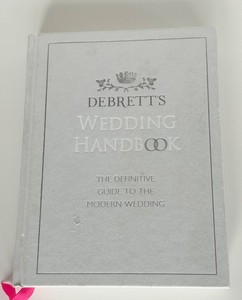 DEBRETT'S
WEDDING
HANDBOOK
THE DEFINITIVE
GUIDE TO THE
MODERN WEDDING